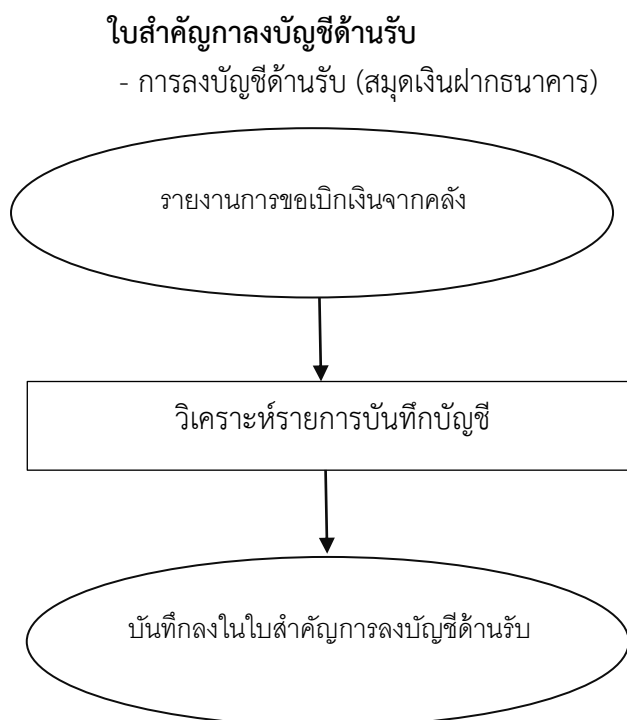 ใบสำคัญกาลงบัญชีด้านรับ
- การลงบัญชีด้านรับ (สมุดเงินฝากธนาคาร)
รายงานการขอเบิกเงินจากคลัง
วิเคราะห์รายการบันทึกบัญชี
บันทึกลงในใบสำคัญการลงบัญชีด้านรับ